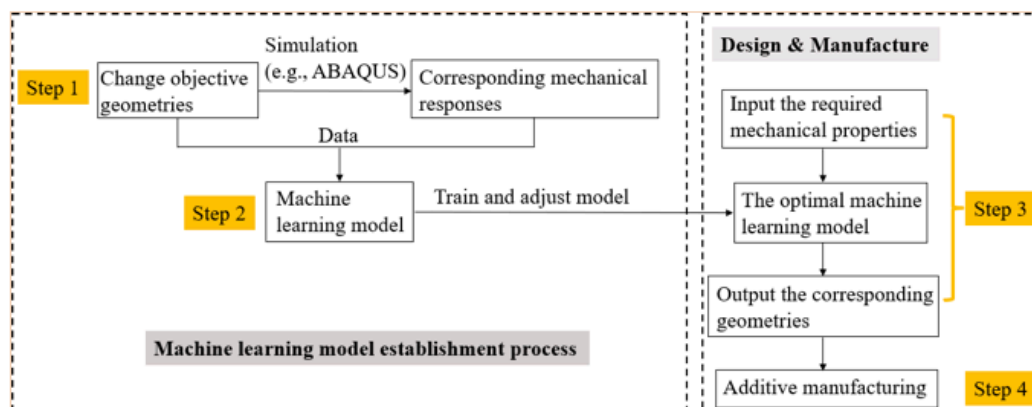 Step 1
Change objective
geometries
Simulation
(e.g., ABAQUS)
Corresponding mechanical
responses
Data
Step 2
Machine
learning model
Train and adjust model
Machine learning model establishment process
Design & Manufacture
Input the required
mechanical properties
The optimal machine
learning model
Step 3
Output the corresponding
geometries
Additive manufacturing
Step 4